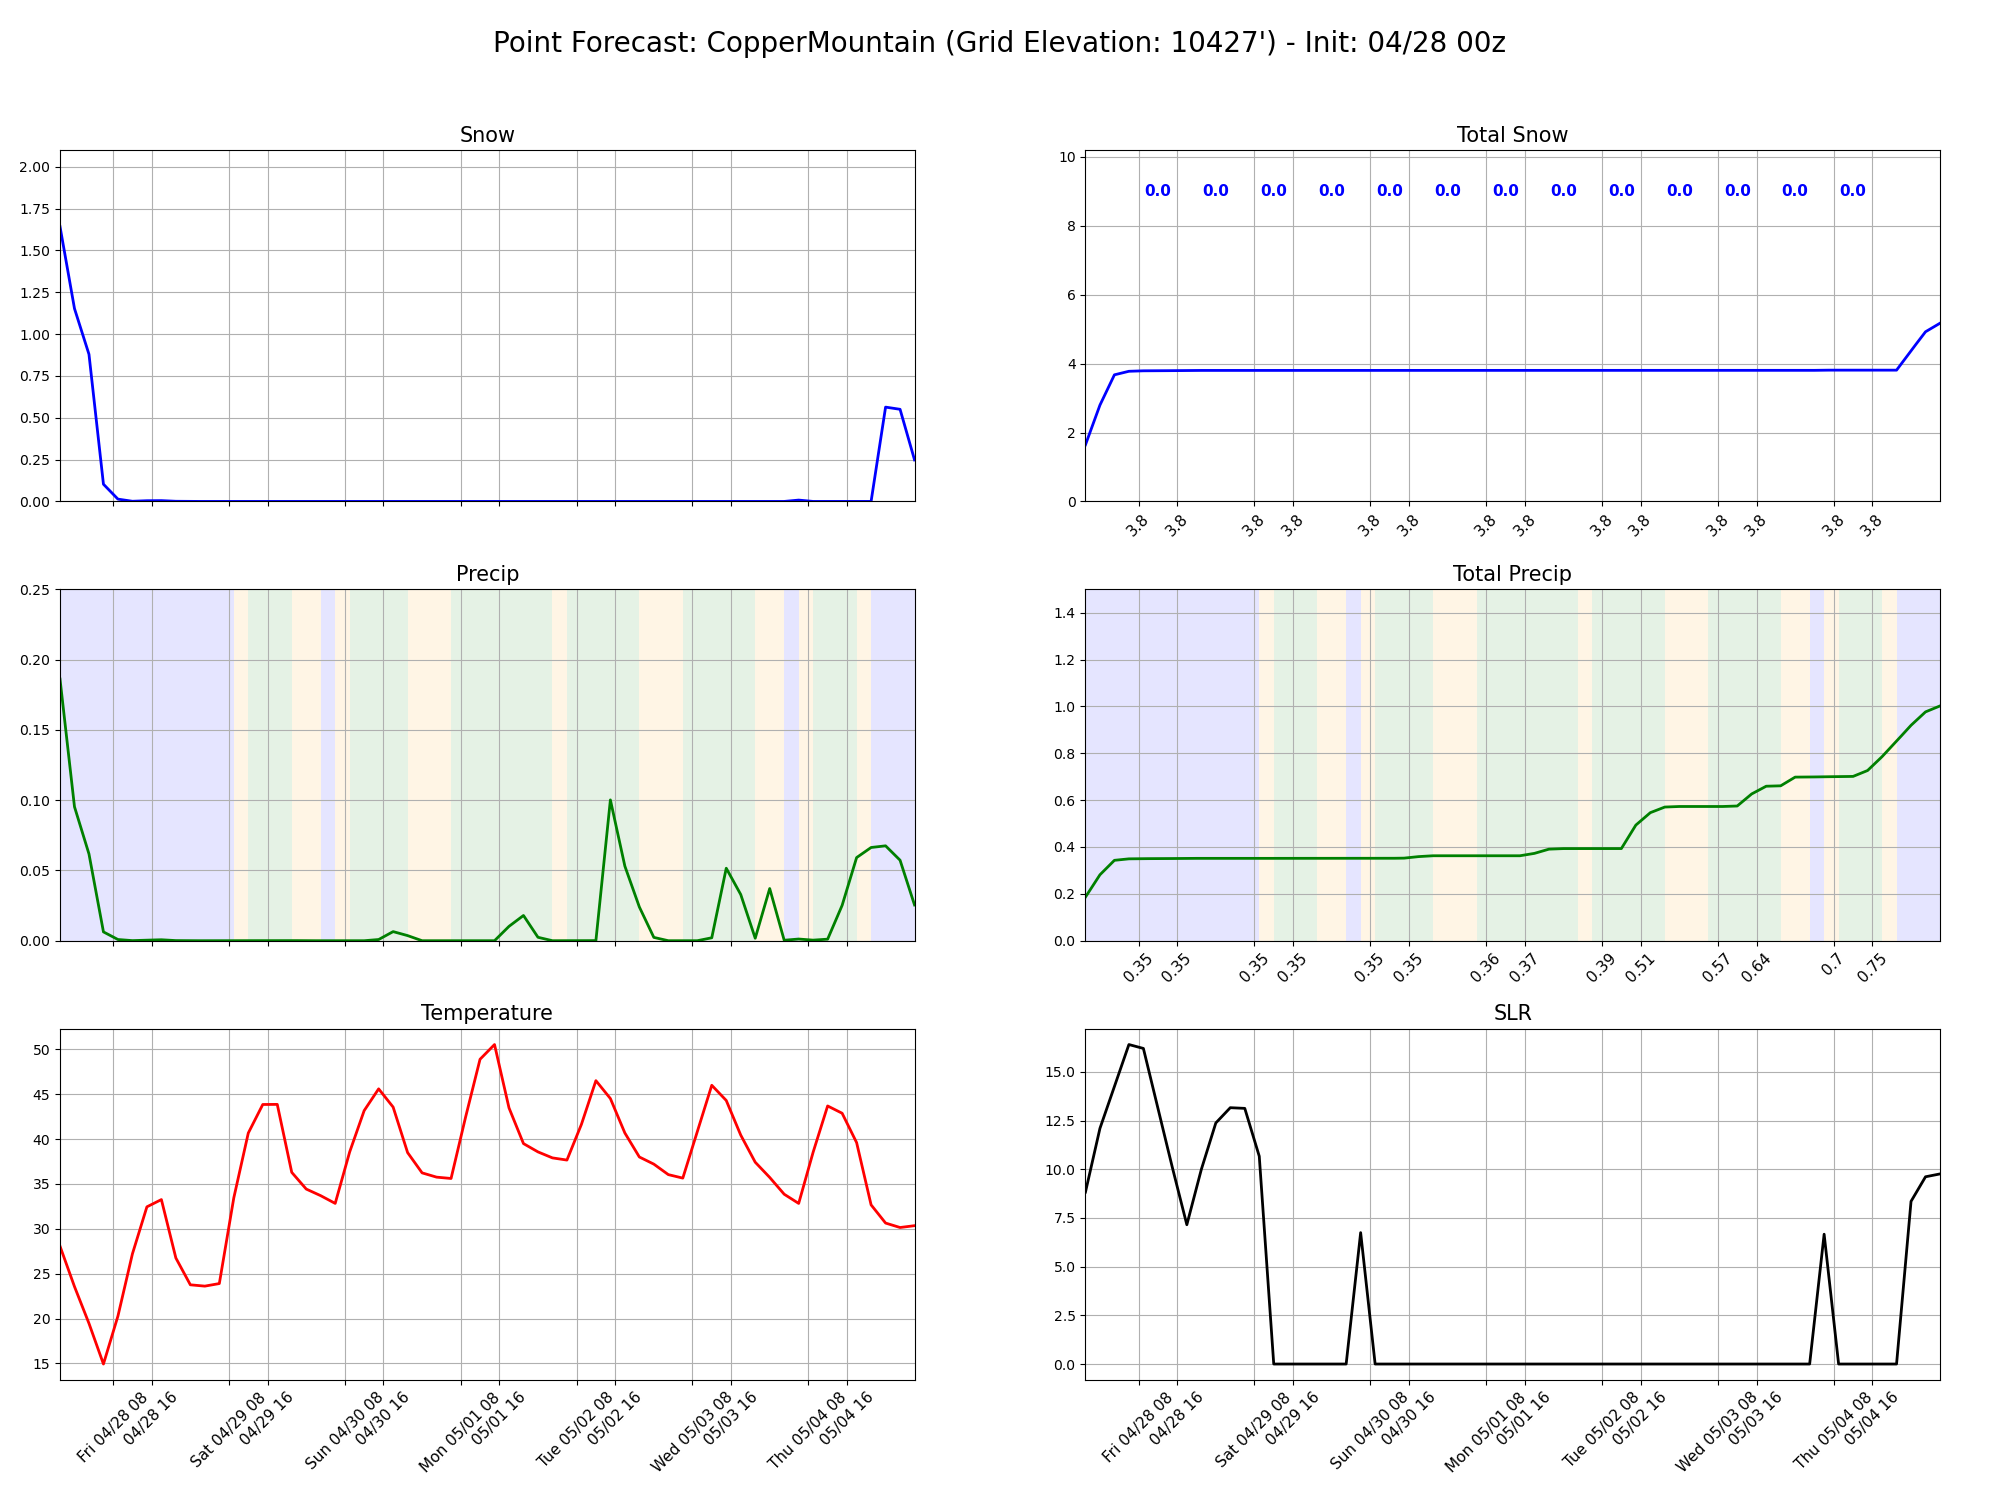 Point Forecast: CopperMountain (Grid Elevation: 10427') - Init: 04/28 00z
Snow
2.00
1.75
1.50
1.25
1.00
0.75
0.50
0.25
0.00
Total Snow
10
8
6
4
2
0
0.0 0.0 0.0 0.0 0.0 0.0 0.0 0.0 0.0 0.0 0.0 0.0 0.0
3.8 3.8 3.8 3.8 3.8 3.8 3.8 3.8 3.8 3.8 3.8 3.8 3.8 3.8
Precip
0.25
0.20
0.15
0.10
0.05
0.00
Total Precip
1.4
1.2
1.0
0.8
0.6
0.4
0.2
0.0
0.35 0.35 0.35 0.35 0.35 0.35 0.36 0.37 0.39 0.51 0.57 0.64 0.7 0.75
Temperature
50
45
40
35
30
25
20
15
Fri 04/28 08
04/28 16
Sat 04/29 08
04/29 16
Sun 04/30 08
04/30 16
Mon 05/01 08
05/01 16
Tue 05/02 08
05/02 16
Wed 05/03 08
05/03 16
Thu 05/04 08
05/04 16
SLR
15.0
12.5
10.0
7.5
5.0
2.5
0.0
Fri 04/28 08
04/28 16
Sat 04/29 08
04/29 16
Sun 04/30 08
04/30 16
Mon 05/01 08
05/01 16
Tue 05/02 08
05/02 16
Wed 05/03 08
05/03 16
Thu 05/04 08
05/04 16